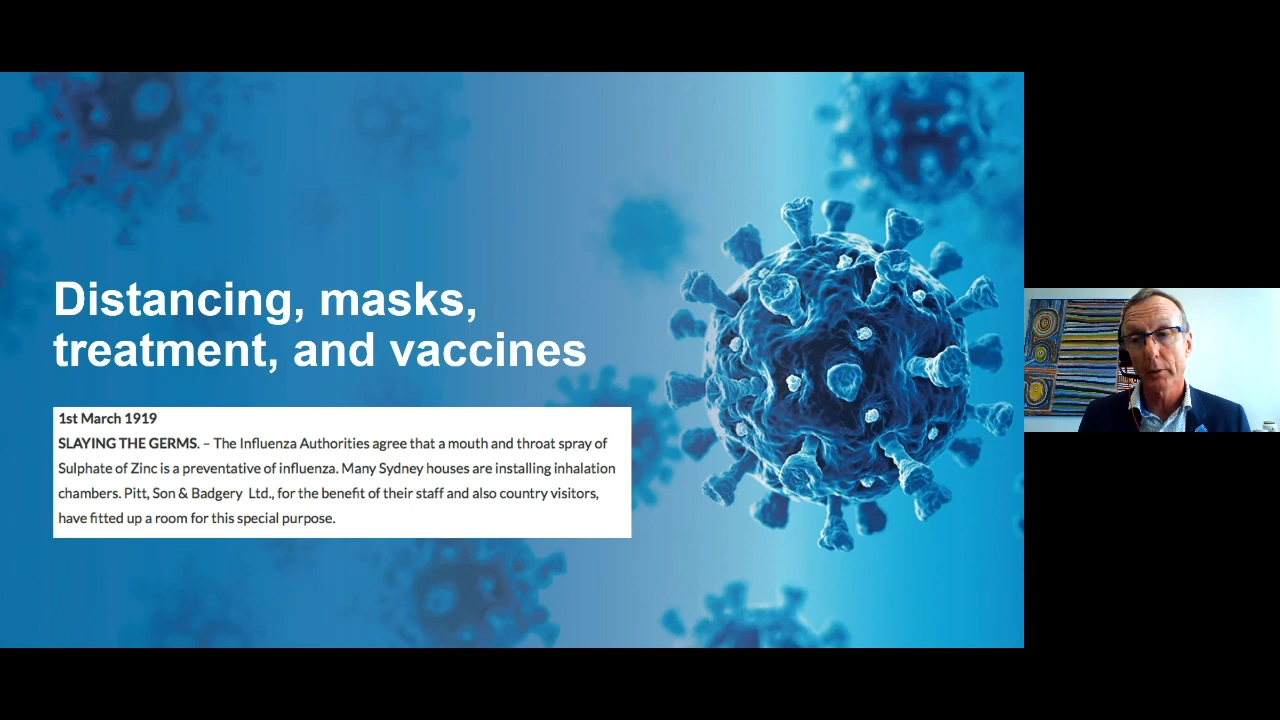 Distancing, masks,
treatment, and vaccines
1st March 1919
SLAYING THE GERMS. – The Influenza Authorities agree that a mouth and throat spray of
Sulphate of Zinc is a preventative of influenza. Many Sydney houses are installing inhalation
chambers. Pitt, Son & Badgery Ltd., for the benefit of their staff and also country visitors,
have fitted up a room for this special purpose.